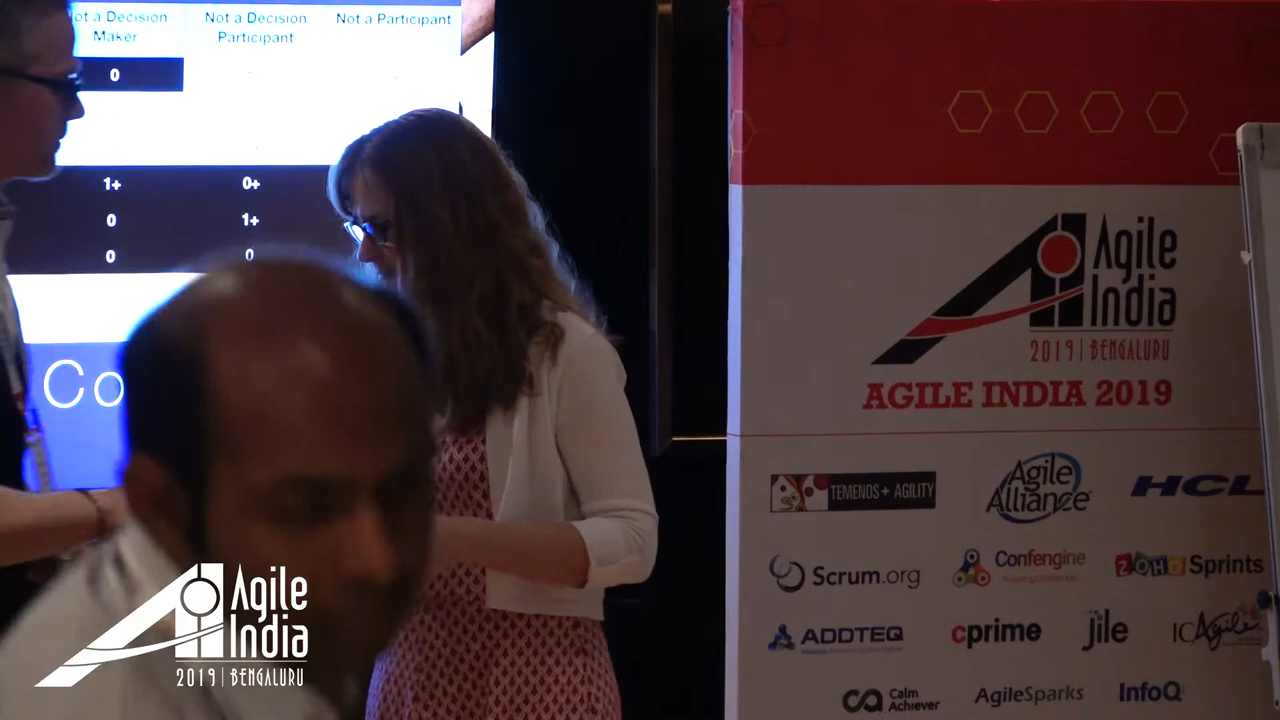 Not a Decision
Maker
Not a Decision
Participant
Not a Participant
0
1+
0+
0
1+
0
0
Co
Agile
India
2019 | BENGALURU
AGILE INDIA 2019
TEMENOS+ AGILITY
Agile
Alliance
HCL
Scrum.org
Confengine
ZOHO Sprints
ADDTEQ
cprime
jile
ICAgile
Calm
Achiever
AgileSparks
InfoQ
Agile
India
2019 | BENGALURU